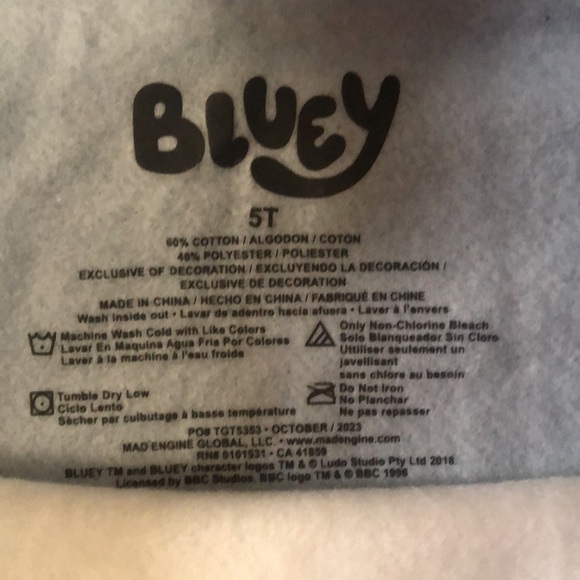 BLUEY
5T
60% COTTON / ALGODON / COTON
40% POLYESTER / POLIESTER
EXCLUSIVE OF DECORATION / EXCLUYENDO LA DECORACIÓN /
EXCLUSIVE DE DECORATION
MADE IN CHINA / HECHO EN CHINA / FABRIQUÉ EN CHINE
Wash inside out • Lavar de adentro hacia afuera • Laver à l'envers
Machine Wash Cold with Like Colors
Lavar En Maquina Agua Fria Por Colores
Laver à la machine à l'eau froide
Only Non-Chlorine Bleach
Solo Blanqueador Sin Cloro
Uttiliser seulement un
javellisant
sans chlore au besoin
Tumble Dry Low
Ciclo Lento
Sècher par culbutage à basse température
Do Not Iron
No Planchar
Ne pas repasser
PO# TGT5353 • OCTOBER / 2023
MAD ENGINE GLOBAL, LLC. • www.madengine.com
RN# 0101531 • CA 41859
BLUEY TM and BLUEY character logos TM & © Ludo Studio Pty Ltd 2018.
Licensed by BBC Studios. BBC logo TM & © BBC 1996